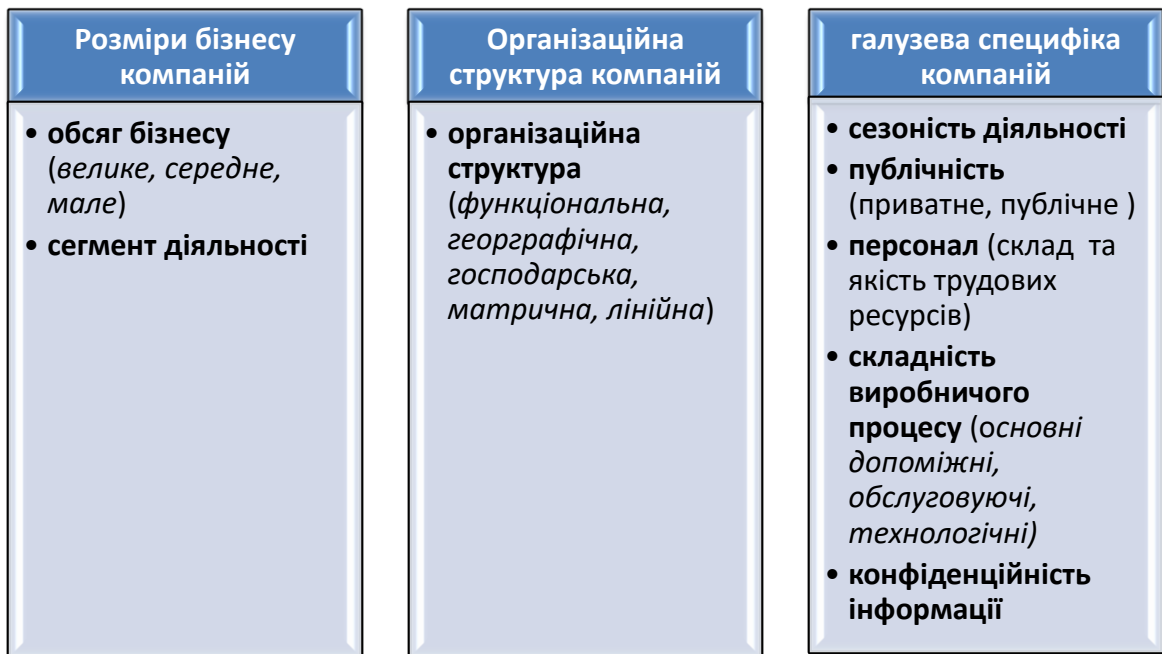 Розміри бізнесу
компаній
• обсяг бізнесу
(велике, середне,
мале)
• сегмент діяльності
Організаційна
структура компаній
• організаційна
структура
(функціональна,
георграфічна,
господарська,
матрична, лінійна)
галузева специфіка
компаній
• сезоність діяльності
• публічність
(приватне, публічне )
• персонал (склад та
якість трудових
ресурсів)
• складність
виробничого
процесу (основні
допоміжні,
обслуговуючі,
технологічні)
• конфіденційність
інформації